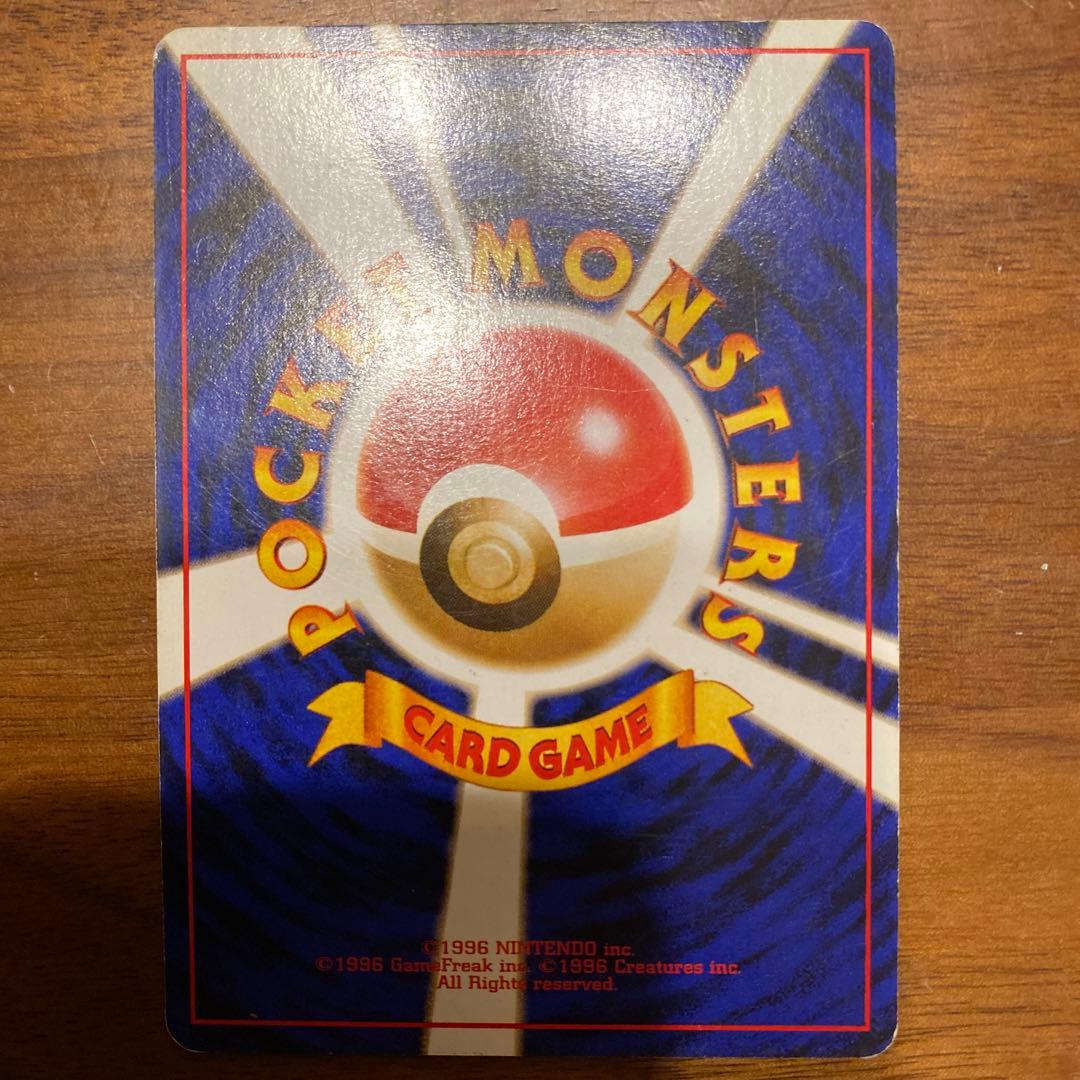 POCKET MONSTERS
CARD GAME
©1996 NINTENDO inc.
©1996 GameFreak inc. ©1996 Creatures inc.
All Rights reserved.